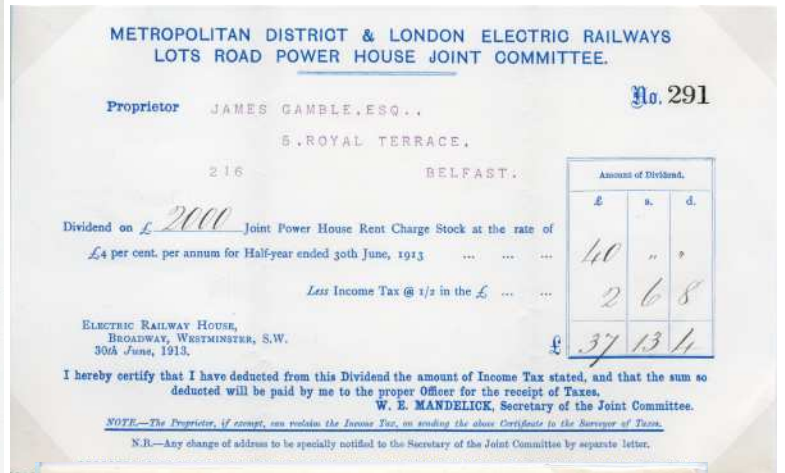 METROPOLITAN DISTRICT & LONDON ELECTRIC RAILWAYS
LOTS ROAD POWER HOUSE JOINT COMMITTEE.
No. 291
Proprietor JAMES GAMBLE,ESQ.,
5,ROYAL TERRACE,
216 BELFAST.
Amount of Dividend.
£ s. d.
Dividend on £ 2000 Joint Power House Rent Charge Stock at the rate of
£4 per cent. per annum for Half-year ended 30th June, 1913 ... ... ... 40 " "
Less Income Tax @ 1/2 in the £ ... ... 2 6 8
ELECTRIC RAILWAY HOUSE,
BROADWAY, WESTMINSTER, S.W.
30th June, 1913.
£ 37 13 4
I hereby certify that I have deducted from this Dividend the amount of Income Tax stated, and that the sum so
deducted will be paid by me to the proper Officer for the receipt of Taxes.
W. E. MANDELICK, Secretary of the Joint Committee.
NOTE.—The Proprietor, if exempt, can reclaim the Income Tax, on sending the above Certificate to the Surveyor of Taxes.
N.B.—Any change of address to be specially notified to the Secretary of the Joint Committee by separate letter.